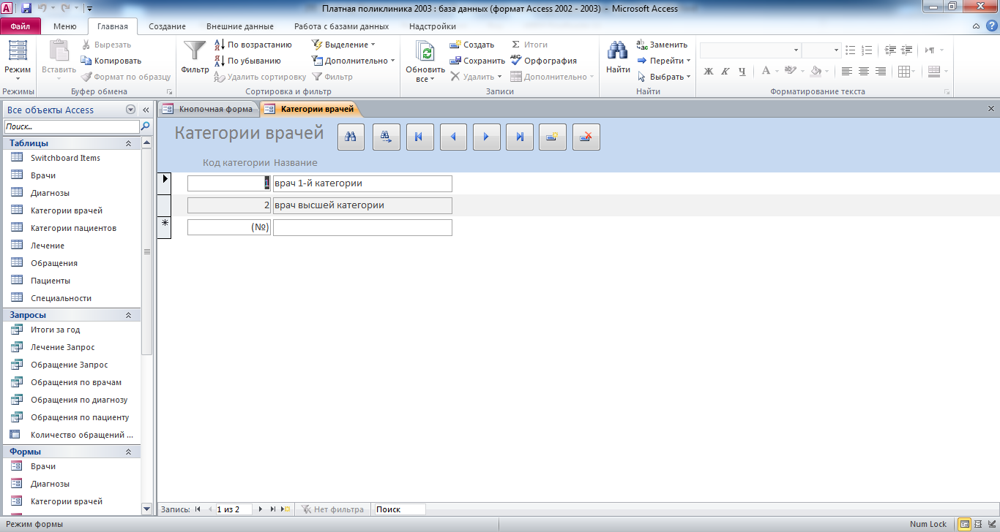 Платная поликлиника 2003 : база данных (формат Access 2002 - 2003) - Microsoft Access
Файл Меню Главная Создание Внешние данные Работа с базами данных Надстройки
Режим
Режимы
Вставить
Вырезать
Копировать
Формат по образцу
Буфер обмена
Фильтр
По возрастанию
По убыванию
Удалить сортировку
Выделение
Дополнительно
Фильтр
Сортировка и фильтр
Обновить
все
Создать
Сохранить
Удалить
Итоги
Орфография
Дополнительно
Записи
Найти
Заменить
Перейти
Выбрать
Найти
Ж К Ч
А
Форматирование текста
Все объекты Access
Поиск..
Таблицы
Switchboard Items
Врачи
Диагнозы
Категории врачей
Категории пациентов
Лечение
Обращения
Пациенты
Специальности
Запросы
Итоги за год
Лечение Запрос
Обращение Запрос
Обращения по врачам
Обращения по диагнозу
Обращения по пациенту
Количество обращений ...
Формы
Врачи
Диагнозы
Категории врачей
Кнопочная форма
Категории врачей
Категории врачей
Код категории Название
1 врач 1-й категории
2 врач высшей категории
(№)
Запись: 1 из 2 Нет фильтра Поиск
Режим формы
Num Lock